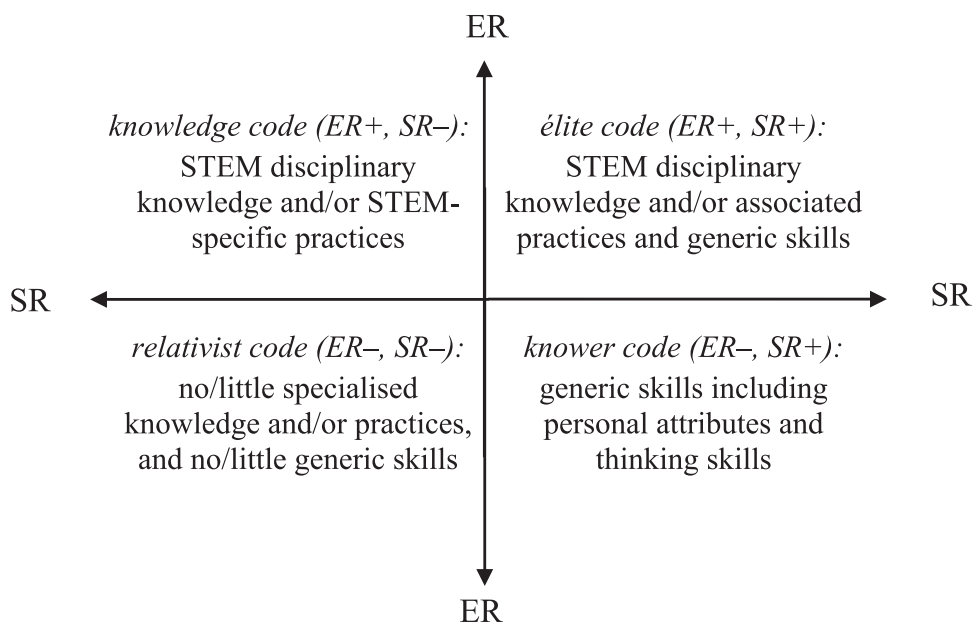 ER
knowledge code (ER+, SR–):
STEM disciplinary
knowledge and/or STEM-
specific practices
élite code (ER+, SR+):
STEM disciplinary
knowledge and/or associated
practices and generic skills
SR
SR
relativist code (ER–, SR–):
no/little specialised
knowledge and/or practices,
and no/little generic skills
knower code (ER–, SR+):
generic skills including
personal attributes and
thinking skills
ER